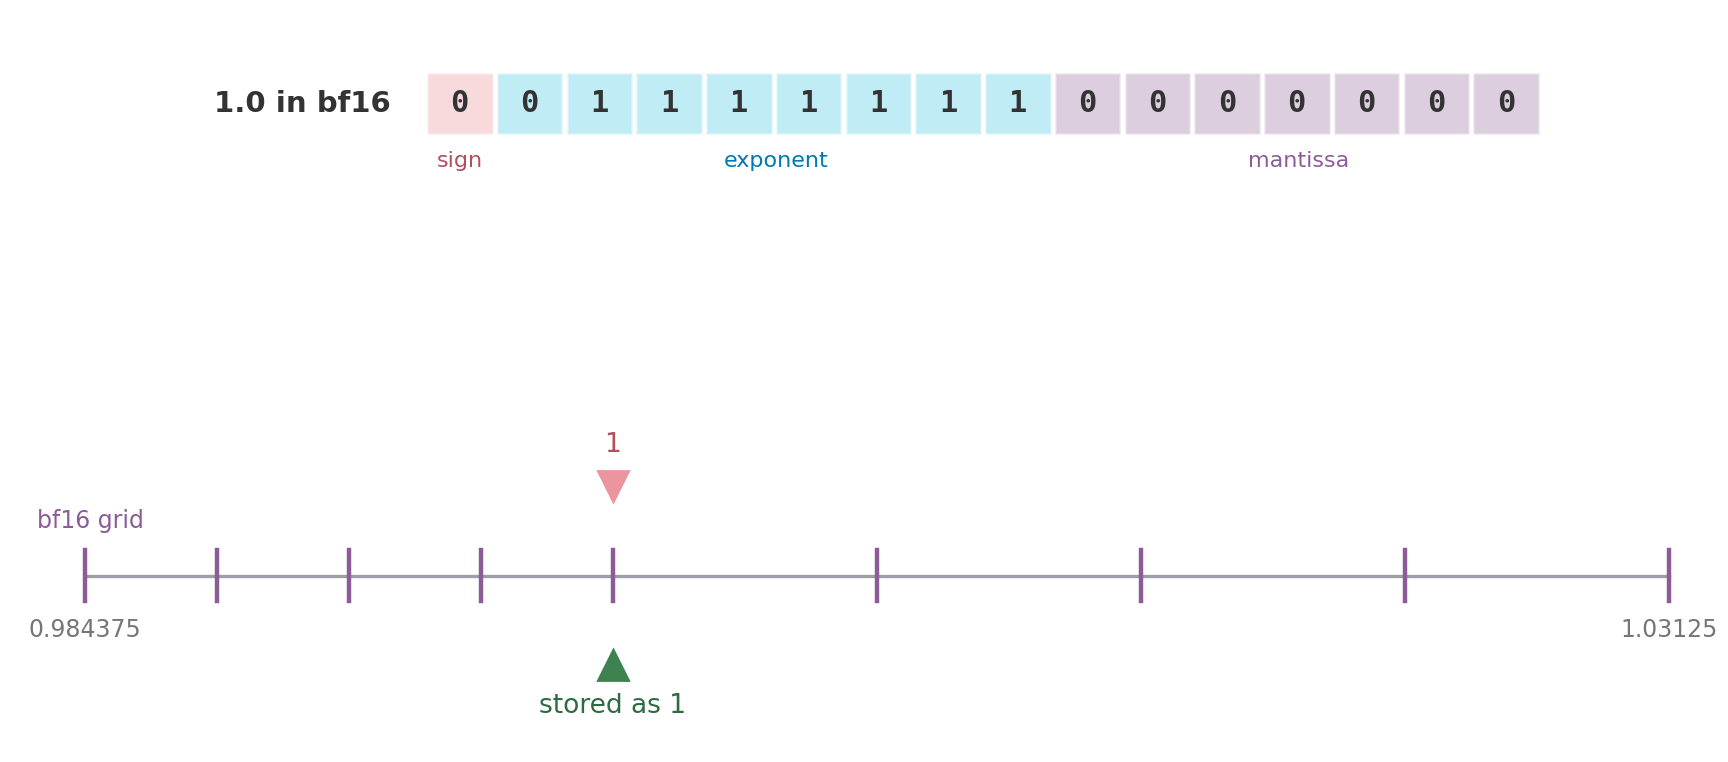 1.0 in bf16 0 0 1 1 1 1 1 1 1 0 0 0 0 0 0 0
sign exponent mantissa
1
bf16 grid
0.984375 1.03125
stored as 1